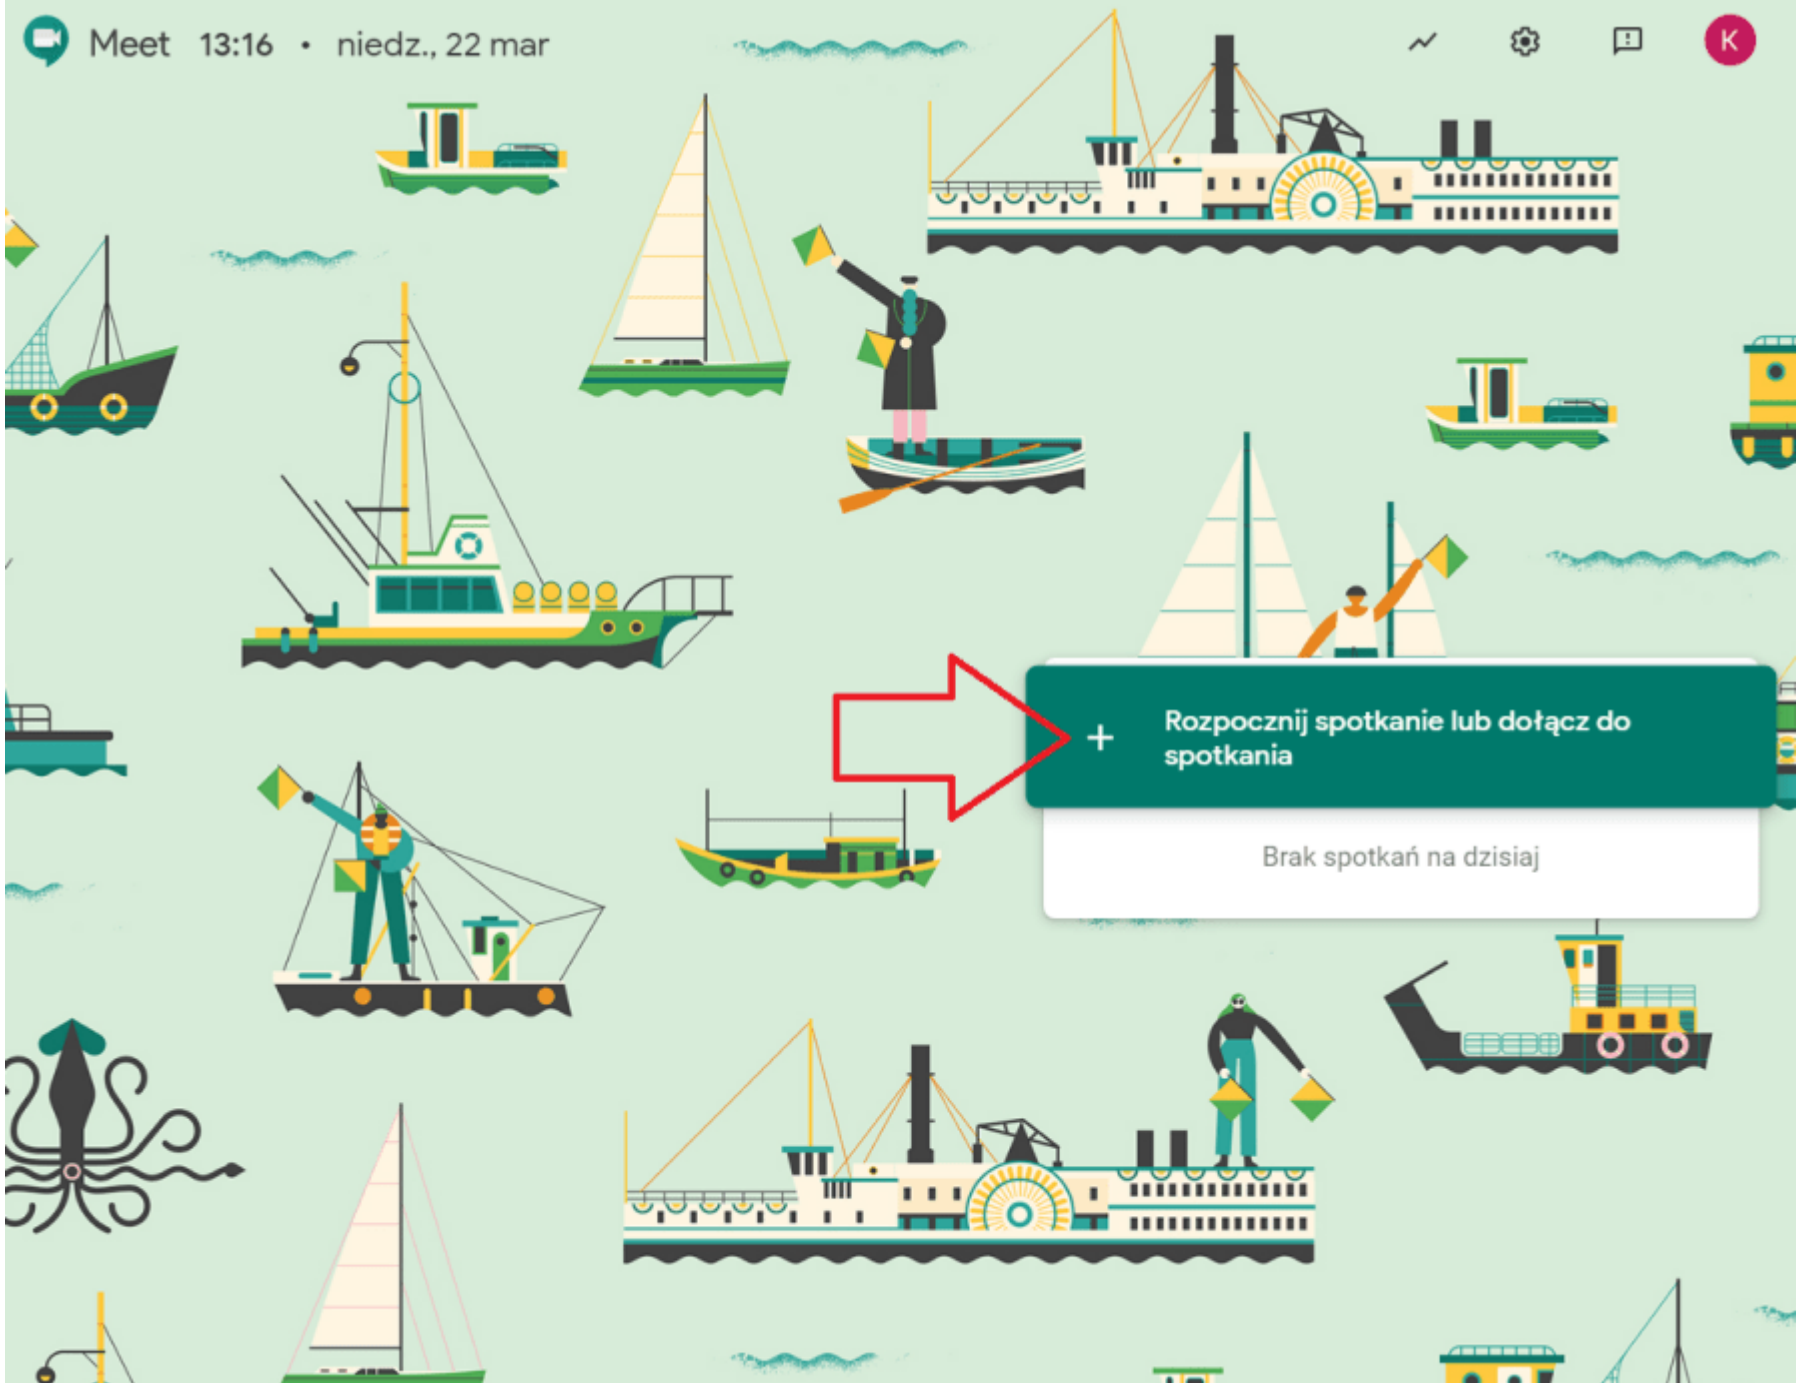 Meet 13:16 • niedz., 22 mar
K
Rozpocznij spotkanie lub dołącz do
spotkania
Brak spotkań na dzisiaj